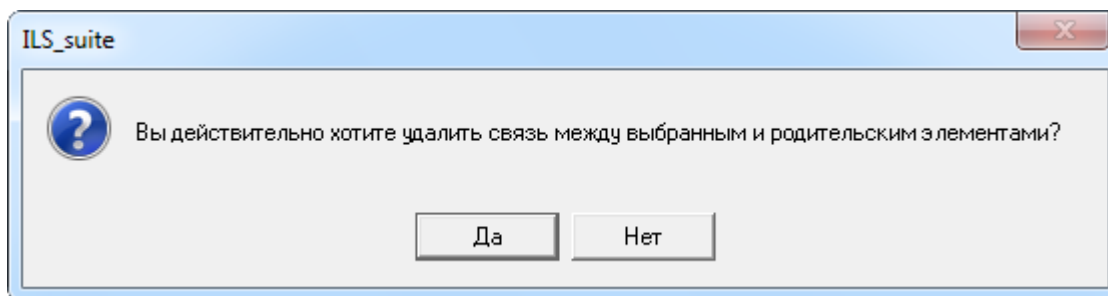 ILS_suite
Вы действительно хотите удалить связь между выбранным и родительским элементами?
Да
Нет